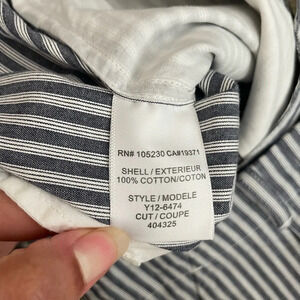 RN# 105230 CA#19371
SHELL / EXTERIEUR
100% COTTON/COTON
STYLE / MODELE
Y12-6474
CUT / COUPE
404325